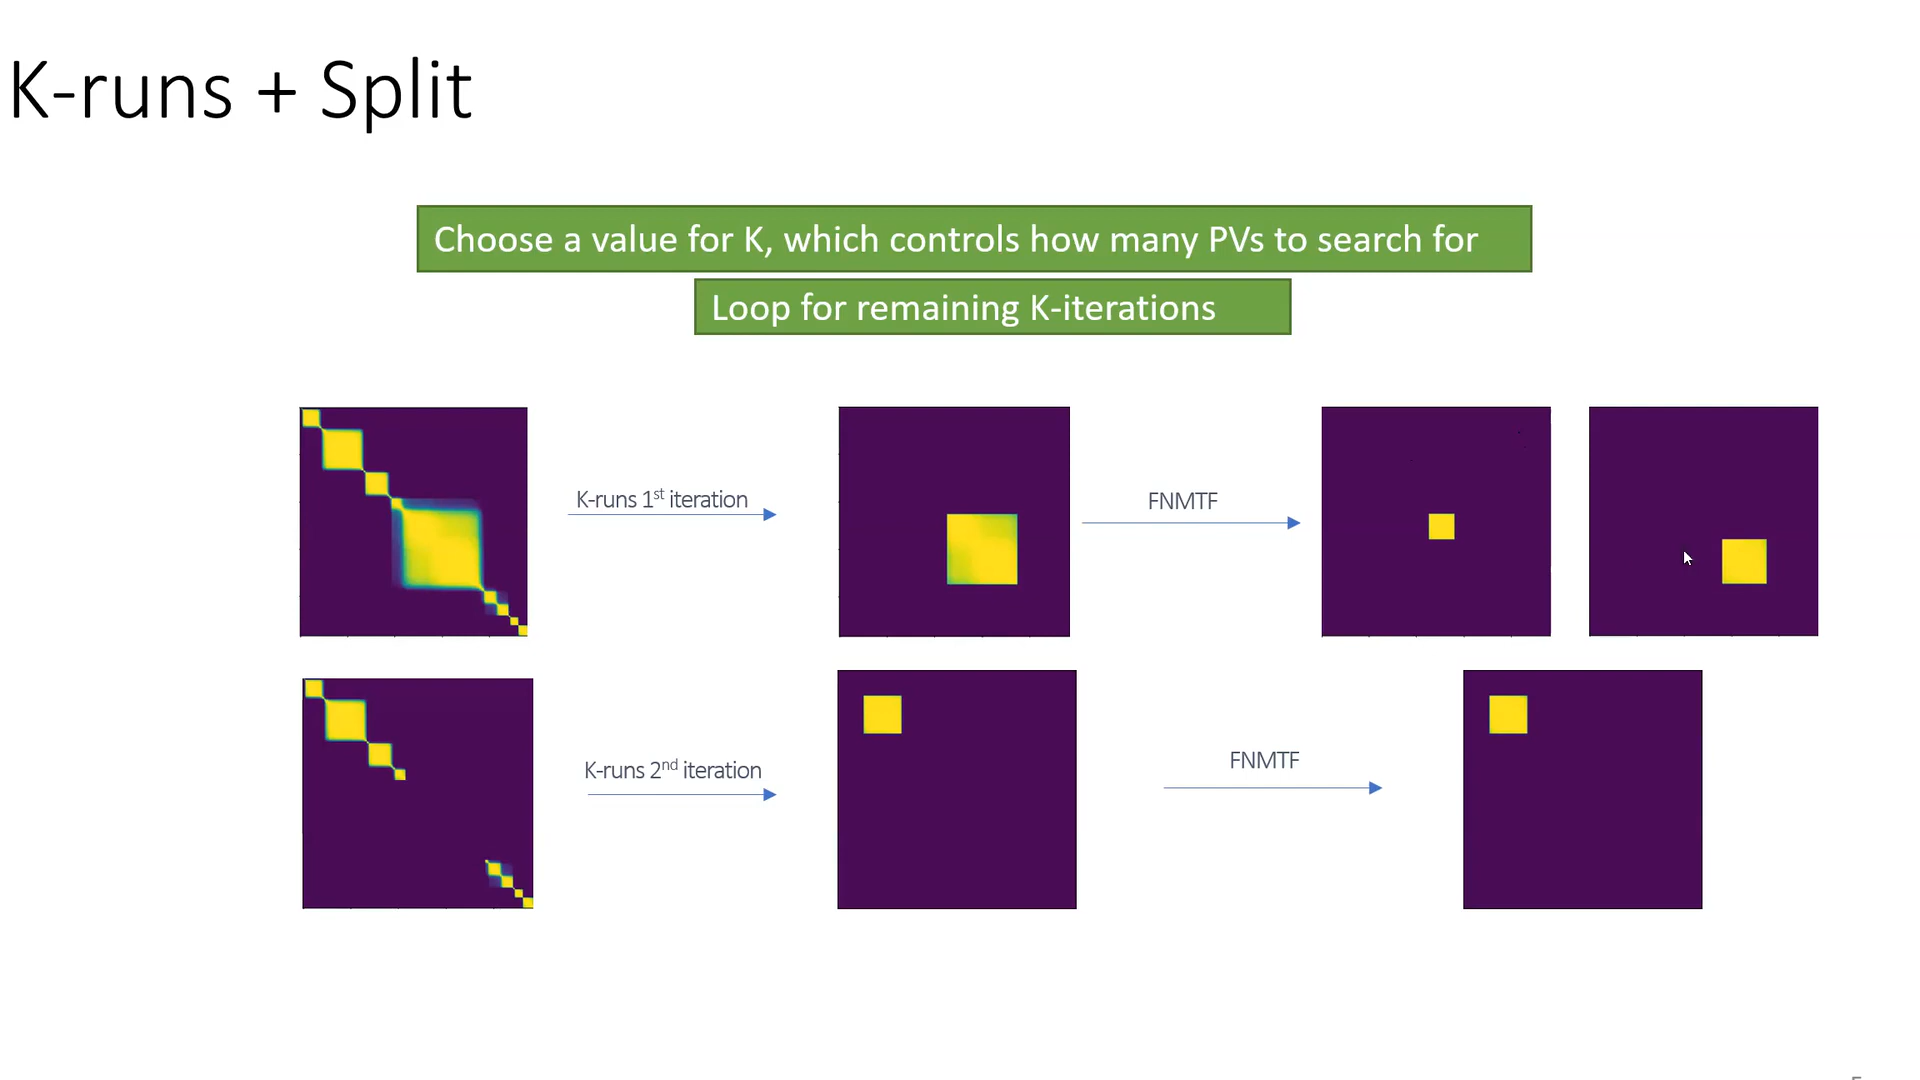 K-runs + Split
Choose a value for K, which controls how many PVs to search for
Loop for remaining K-iterations
K-runs 1st iteration
FNMTF
K-runs 2nd iteration
FNMTF